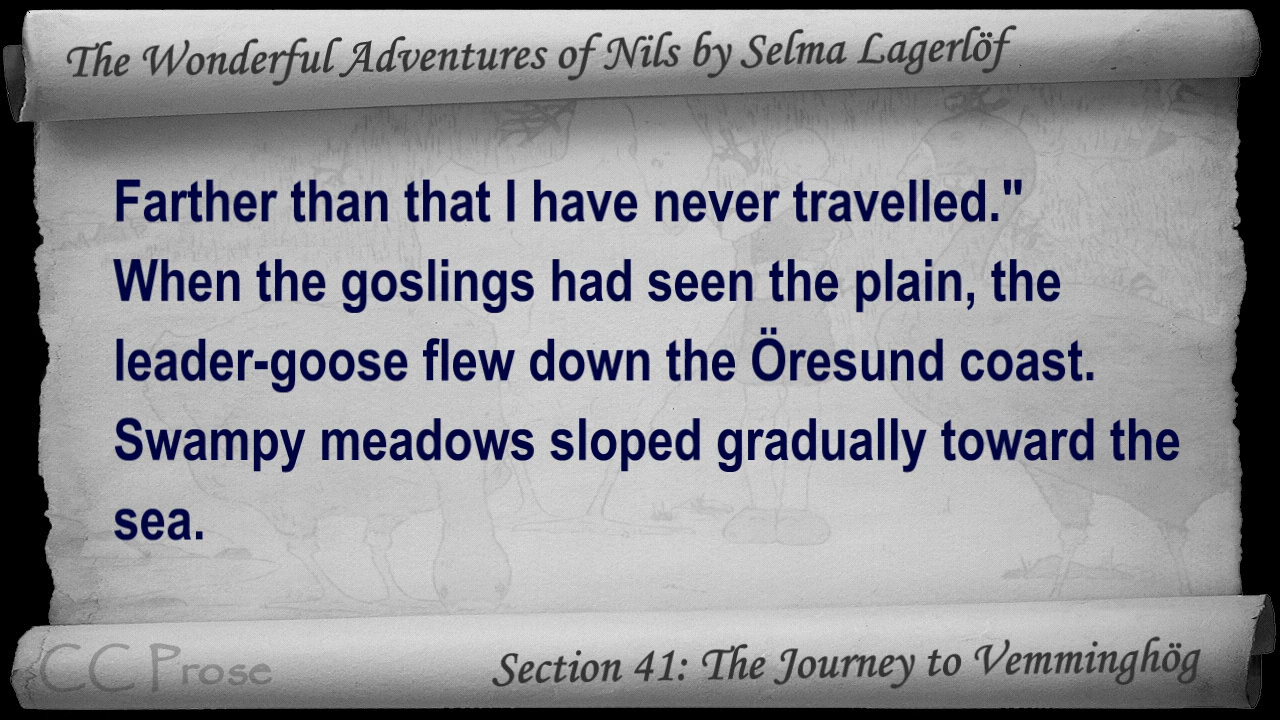 The Wonderful Adventures of Nils by Selma Lagerlöf
Farther than that I have never travelled."
When the goslings had seen the plain, the
leader-goose flew down the Öresund coast.
Swampy meadows sloped gradually toward the
sea.
CC Prose
Section 41: The Journey to Vemminghög